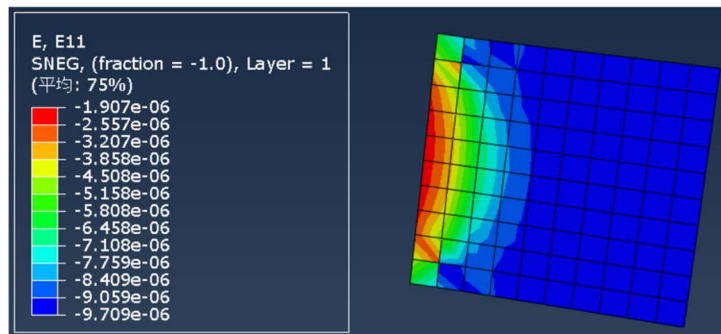 E, E11
SNEG, (fraction = -1.0), Layer = 1
(平均: 75%)
-1.907e-06
-2.557e-06
-3.207e-06
-3.858e-06
-4.508e-06
-5.158e-06
-5.808e-06
-6.458e-06
-7.108e-06
-7.759e-06
-8.409e-06
-9.059e-06
-9.709e-06